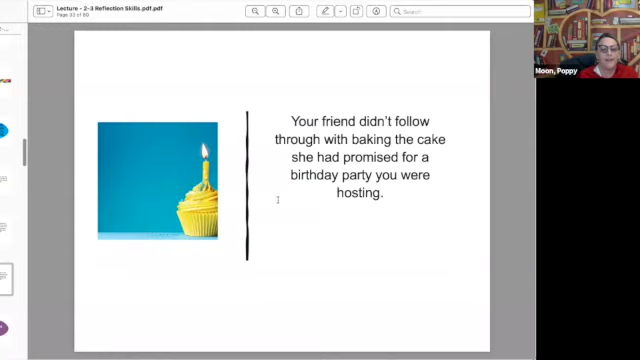 Lecture - 2-3 Reflection Skills.pdf.pdf
Page 33 of 60
Search
Moon, Poppy
Your friend didn't follow
through with baking the cake
she had promised for a
birthday party you were
hosting.